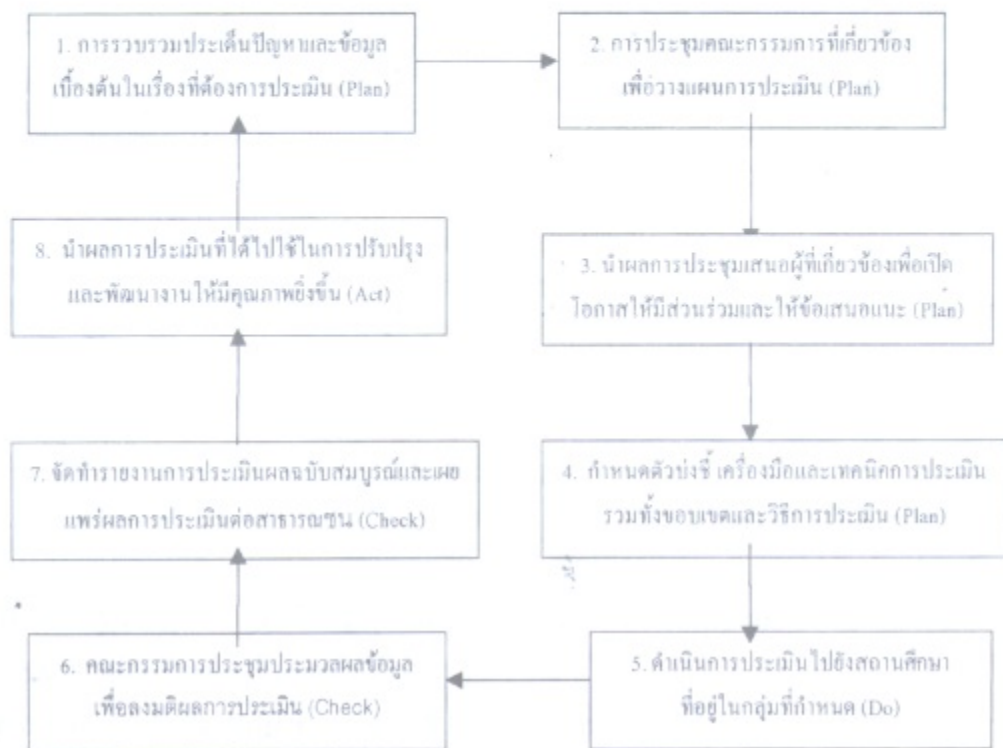 1. การรวบรวมประเด็นปัญหาและข้อมูล
เบื้องต้นในเรื่องที่ต้องการประเมิน (Plan)
2. การประชุมคณะกรรมการที่เกี่ยวข้อง
เพื่อวางแผนการประเมิน (Plan)
3. นำผลการประชุมเสนอผู้ที่เกี่ยวข้องเพื่อเปิด
โอกาสให้มีส่วนร่วมและให้ข้อเสนอแนะ (Plan)
4. กำหนดตัวบ่งชี้ เครื่องมือและเทคนิคการประเมิน
รวมทั้งขอบเขตและวิธีการประเมิน (Plan)
5. ดำเนินการประเมินไปยังสถานศึกษา
ที่อยู่ในกลุ่มที่กำหนด (Do)
6. คณะกรรมการประชุมประมวลผลข้อมูล
เพื่อลงมติผลการประเมิน (Check)
7. จัดทำรายงานการประเมินผลฉบับสมบูรณ์และเผย
แพร่ผลการประเมินต่อสาธารณชน (Check)
8. นำผลการประเมินที่ได้ไปใช้ในการปรับปรุง
และพัฒนางานให้มีคุณภาพยิ่งขึ้น (Act)